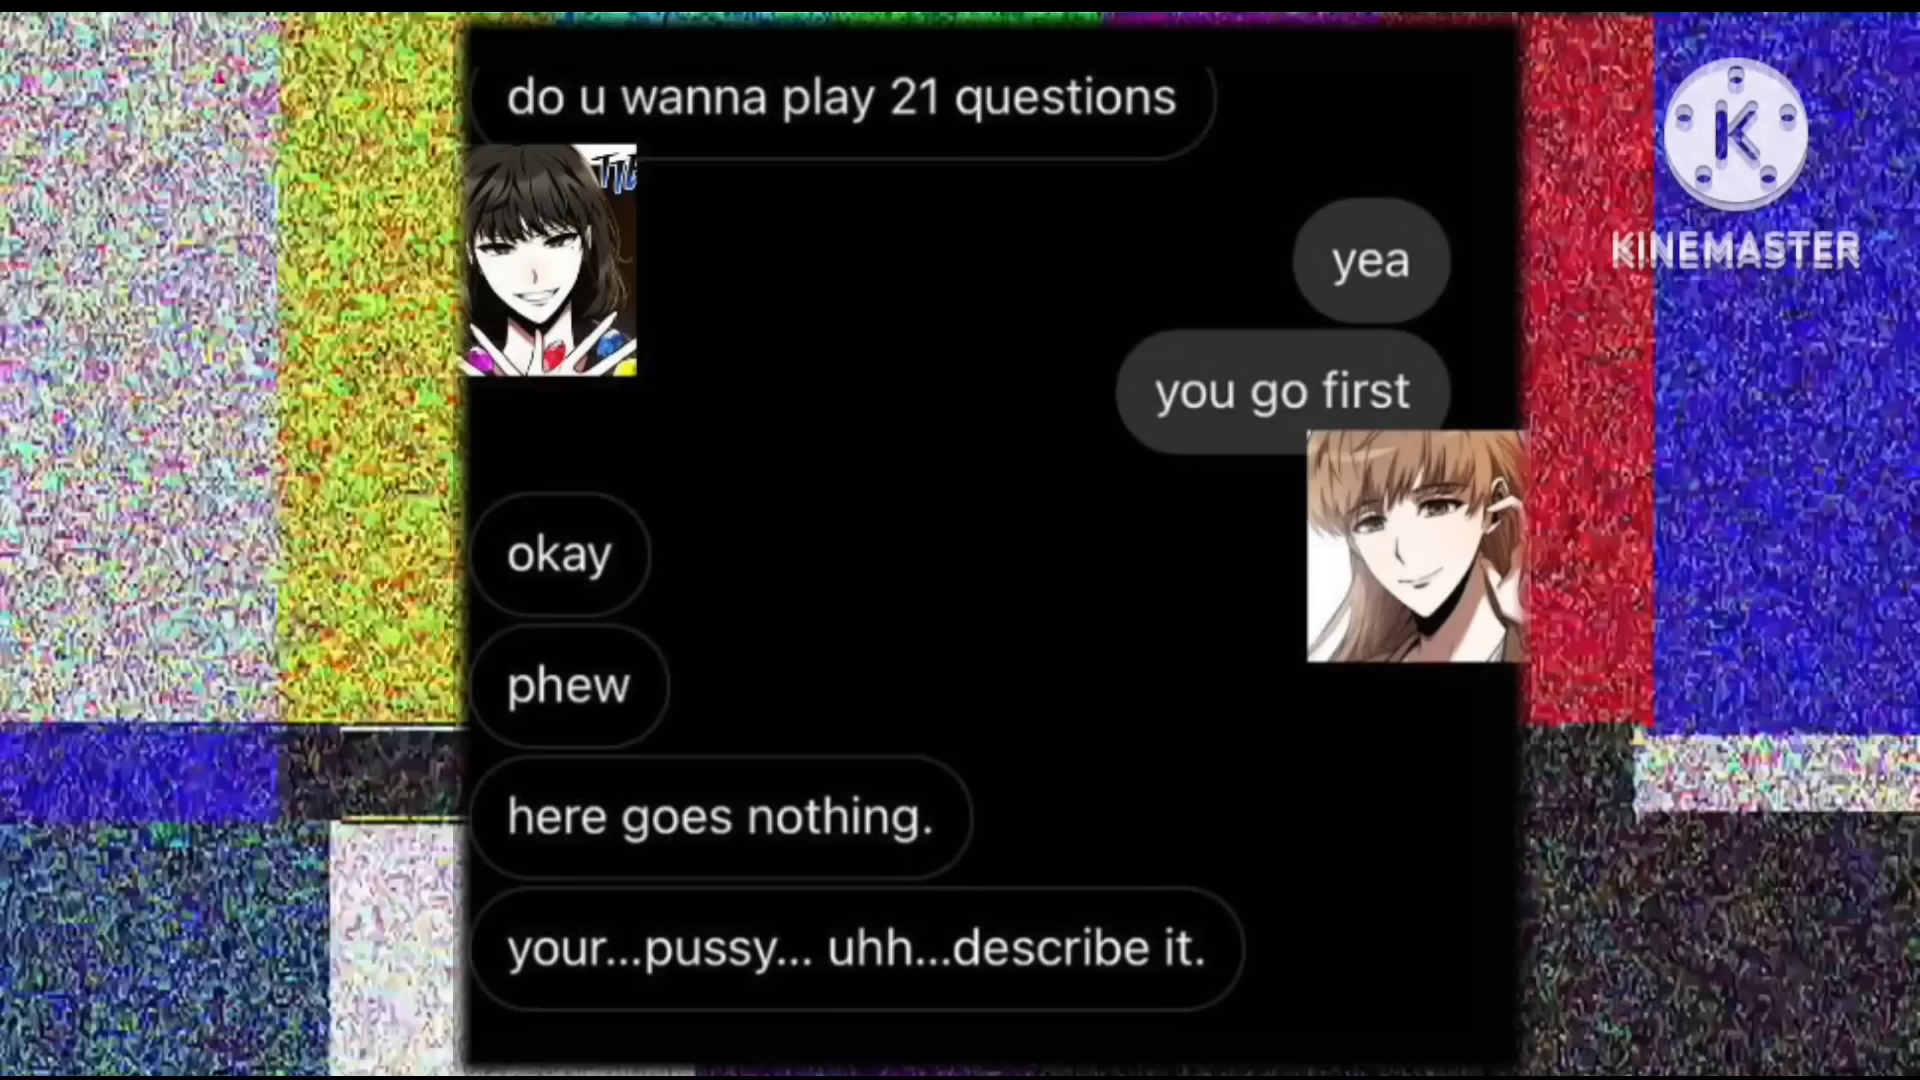 do u wanna play 21 questions
yea
KINEMASTER
you go first
okay
phew
here goes nothing.
your...pussy... uhh...describe it.